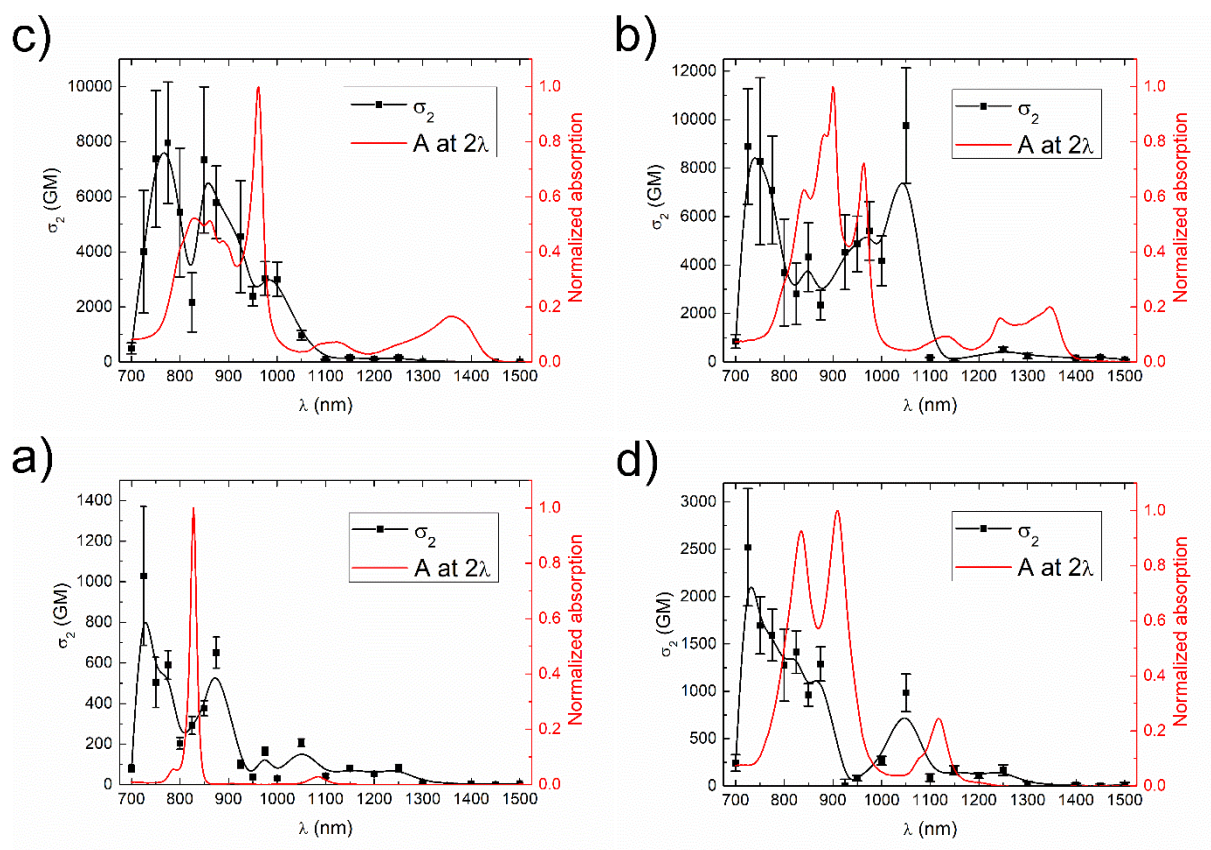 c)
σ₂ (GM)
10000
8000
6000
4000
2000
0
700 800 900 1000 1100 1200 1300 1400 1500
λ (nm)
σ₂
A at 2λ
1.0
0.8
0.6
0.4
0.2
0.0
Normalized absorption
b)
σ₂ (GM)
12000
10000
8000
6000
4000
2000
0
700 800 900 1000 1100 1200 1300 1400 1500
λ (nm)
σ₂
A at 2λ
1.0
0.8
0.6
0.4
0.2
0.0
Normalized absorption
a)
σ₂ (GM)
1400
1200
1000
800
600
400
200
0
700 800 900 1000 1100 1200 1300 1400 1500
λ (nm)
σ₂
A at 2λ
1.0
0.8
0.6
0.4
0.2
0.0
Normalized absorption
d)
σ₂ (GM)
3000
2500
2000
1500
1000
500
0
700 800 900 1000 1100 1200 1300 1400 1500
λ (nm)
σ₂
A at 2λ
1.0
0.8
0.6
0.4
0.2
0.0
Normalized absorption